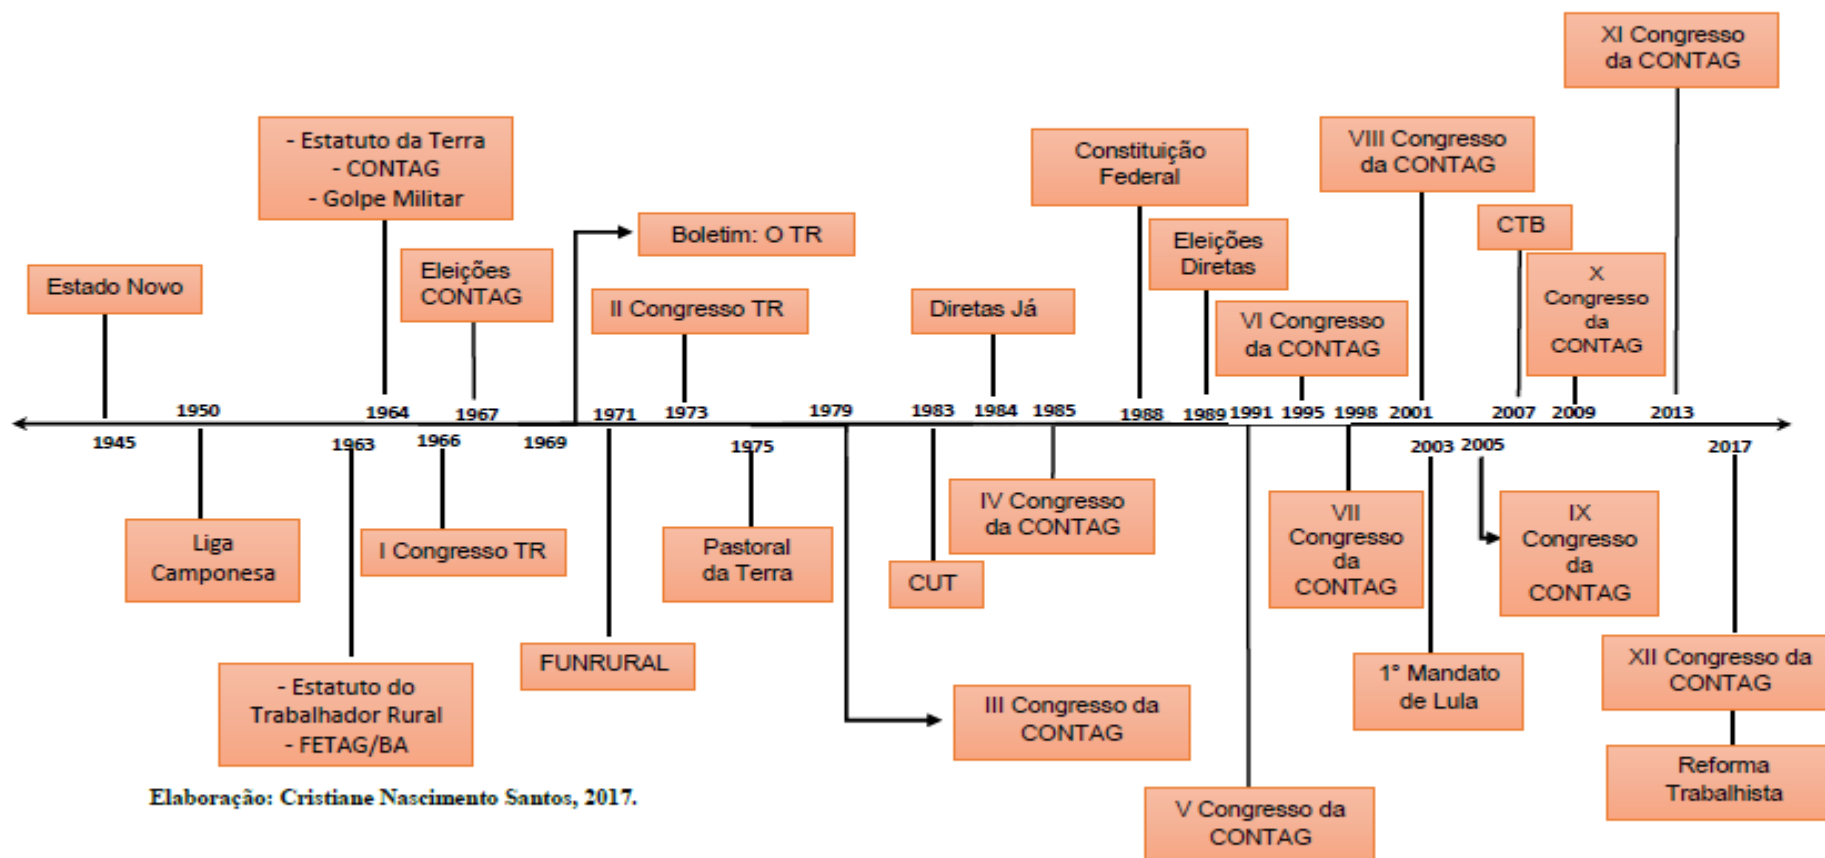 XI Congresso
da CONTAG
- Estatuto da Terra
- CONTAG
- Golpe Militar
Constituição
Federal
VIII Congresso
da CONTAG
Boletim: O TR
CTB
Eleições
CONTAG
Eleições
Diretas
Estado Novo
X
Congresso
da
CONTAG
II Congresso TR
Diretas Já
VI Congresso
da CONTAG
1950
1964
1967
1971
1973
1979
1983
1984
1985
1988
1989
1991
1995
1998
2001
2007
2009
2013
1945
1963
1966
1969
1975
2003
2005
2017
Liga
Camponesa
I Congresso TR
Pastoral
da Terra
CUT
IV Congresso
da CONTAG
VII
Congresso
da
CONTAG
IX
Congresso
da
CONTAG
- Estatuto do
Trabalhador Rural
- FETAG/BA
FUNRURAL
III Congresso da
CONTAG
1° Mandato
de Lula
XII Congresso da
CONTAG
Reforma
Trabalhista
V Congresso da
CONTAG
Elaboração: Cristiane Nascimento Santos, 2017.